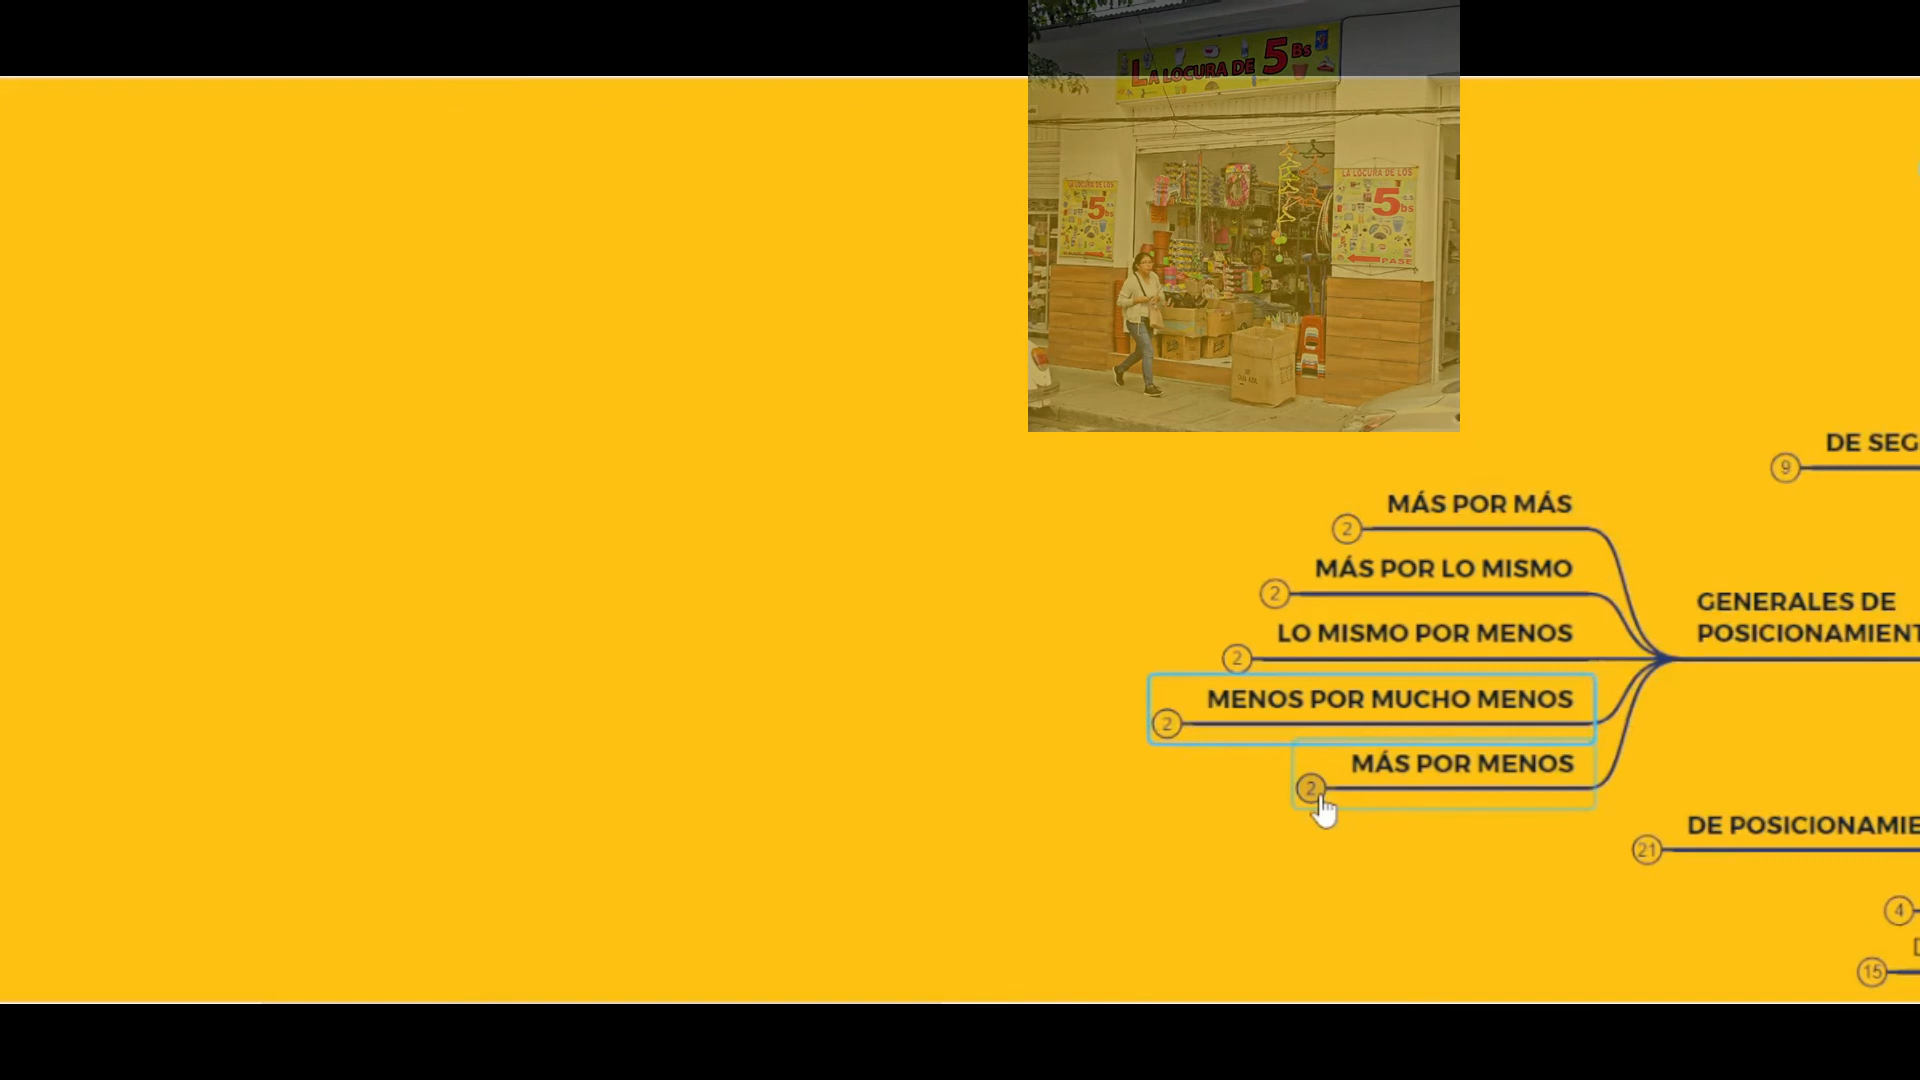 LA LOCURA DE 5 Bs
LA LOCURA DE LOS
5 bs
LA LOCURA DE LOS
5 bs
PASE
DE SEG
9
MÁS POR MÁS
2
MÁS POR LO MISMO
2
GENERALES DE
POSICIONAMIENT
LO MISMO POR MENOS
2
MENOS POR MUCHO MENOS
2
MÁS POR MENOS
2
DE POSICIONAMIE
21
4
15